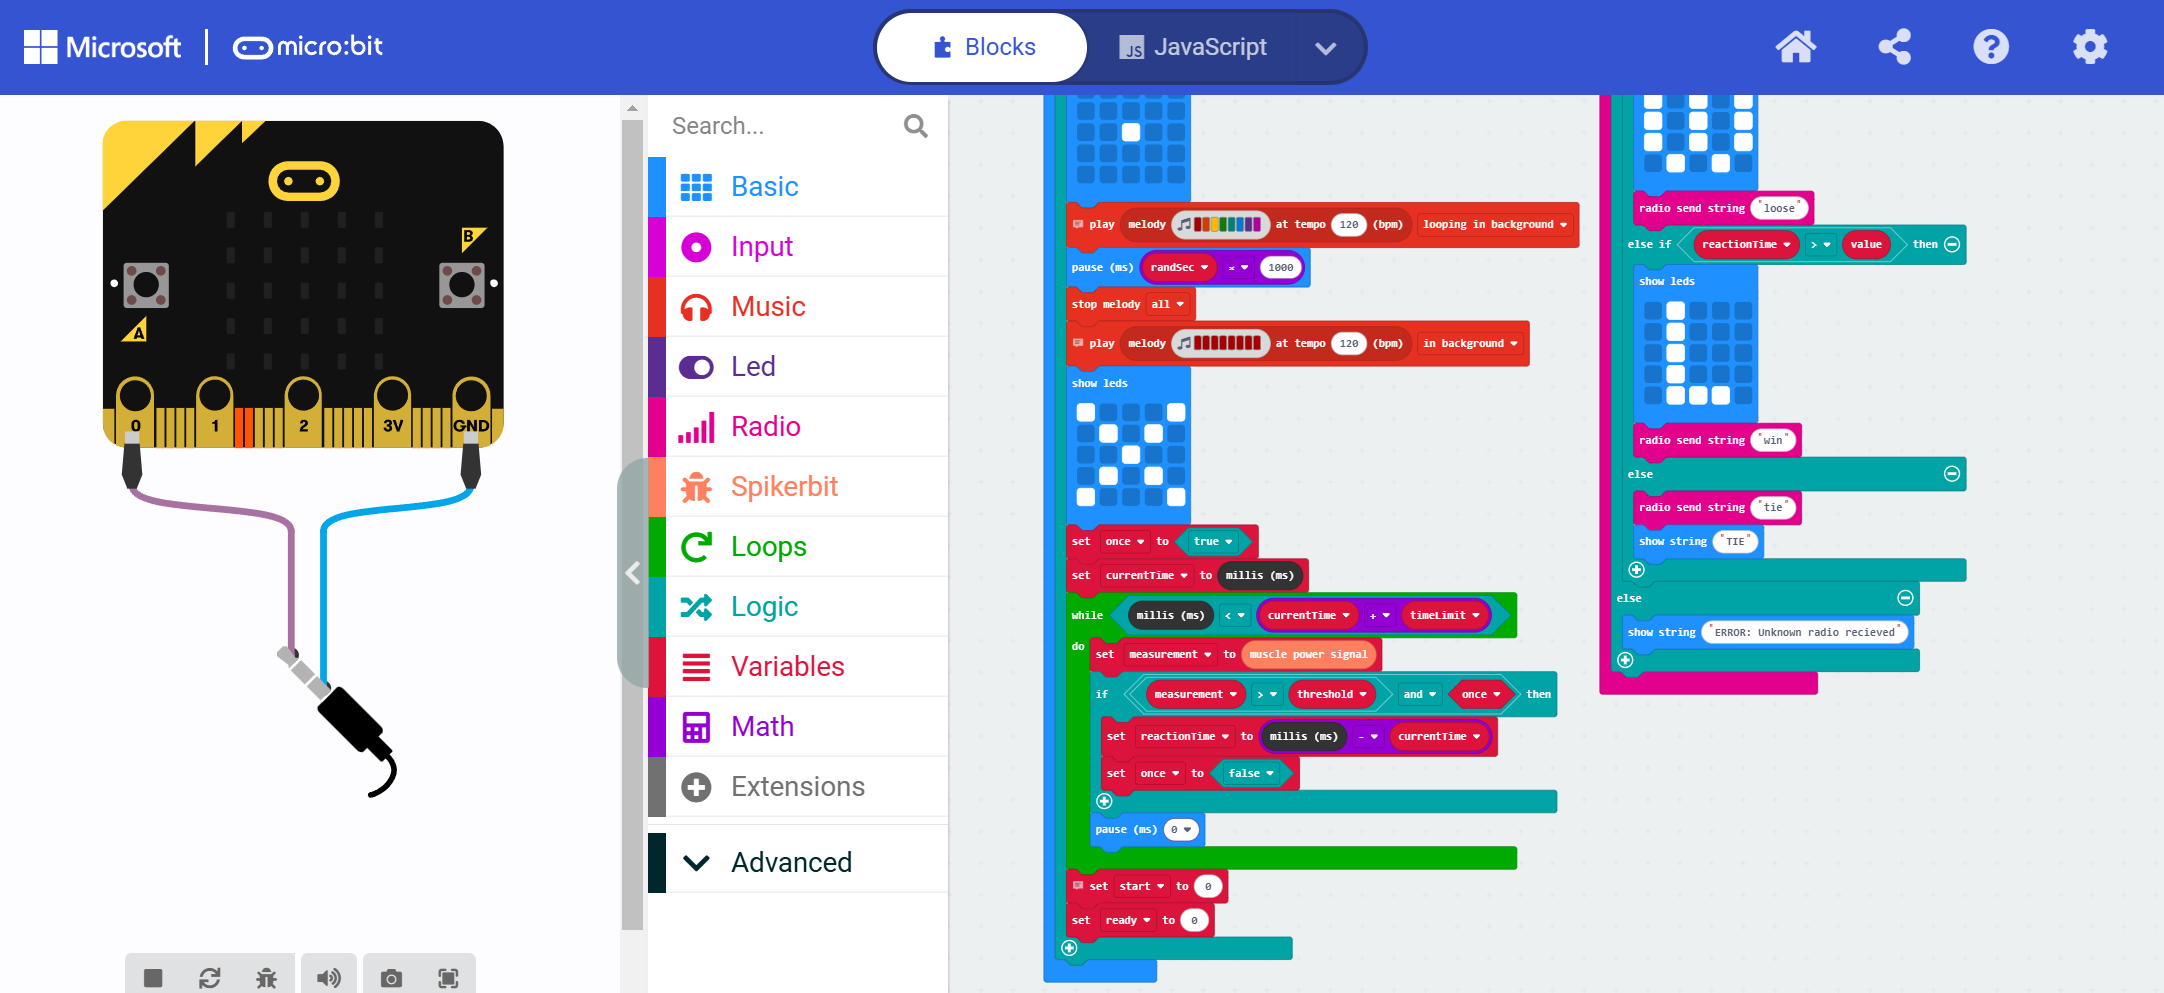 Microsoft micro:bit Blocks JS JavaScript
B
A
0 1 2 3V GND
Search...
Basic
Input
Music
Led
Radio
Spikerbit
Loops
Logic
Variables
Math
Extensions
Advanced
play melody at tempo 120 (bpm) looping in background
pause (ms) randSec × 1000
stop melody all
play melody at tempo 120 (bpm) in background
show leds
set once to true
set currentTime to millis (ms)
while millis (ms) < currentTime + timeLimit
do set measurement to muscle power signal
if measurement > threshold and once then
set reactionTime to millis (ms) - currentTime
set once to false
pause (ms) 0
set start to 0
set ready to 0
radio send string "loose"
else if reactionTime > value then
show leds
radio send string "win"
else
radio send string "tie"
show string "TIE"
else
show string "ERROR: Unknown radio recieved"